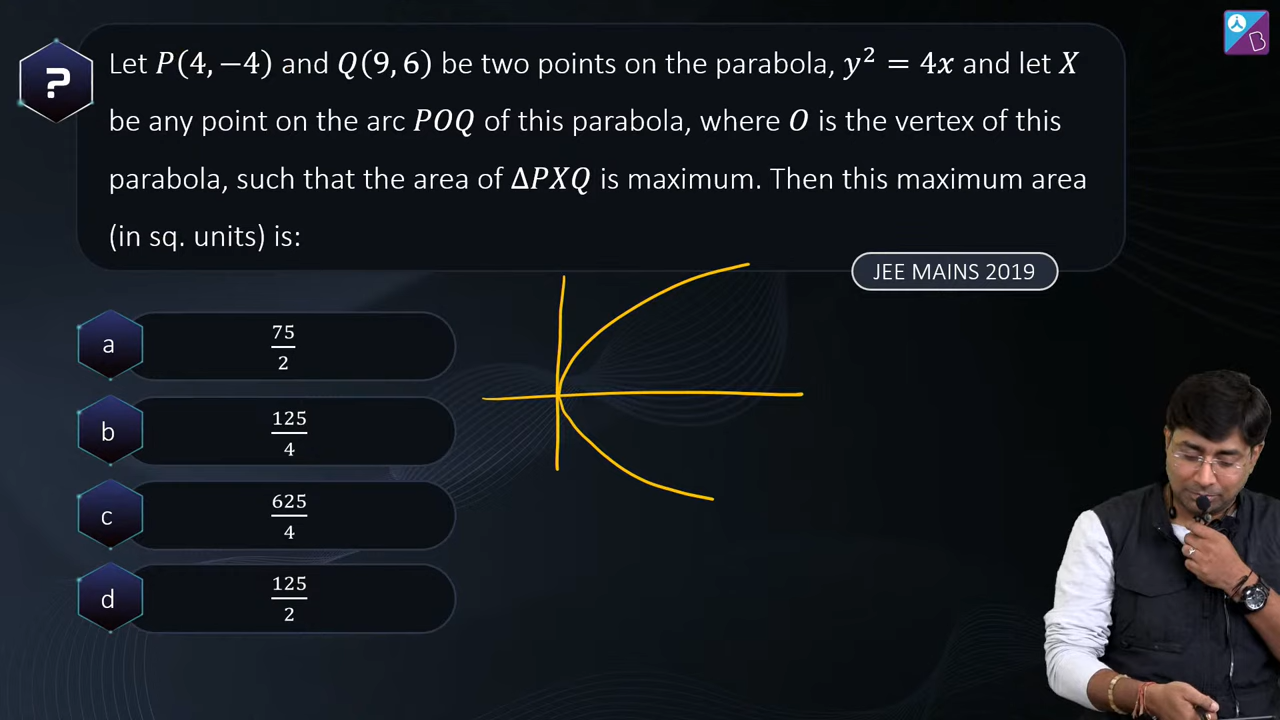 ?
Let P(4, −4) and Q(9, 6) be two points on the parabola, y² = 4x and let X
be any point on the arc POQ of this parabola, where O is the vertex of this
parabola, such that the area of ΔPXQ is maximum. Then this maximum area
(in sq. units) is:
JEE MAINS 2019
a 75/2
b 125/4
c 625/4
d 125/2
B